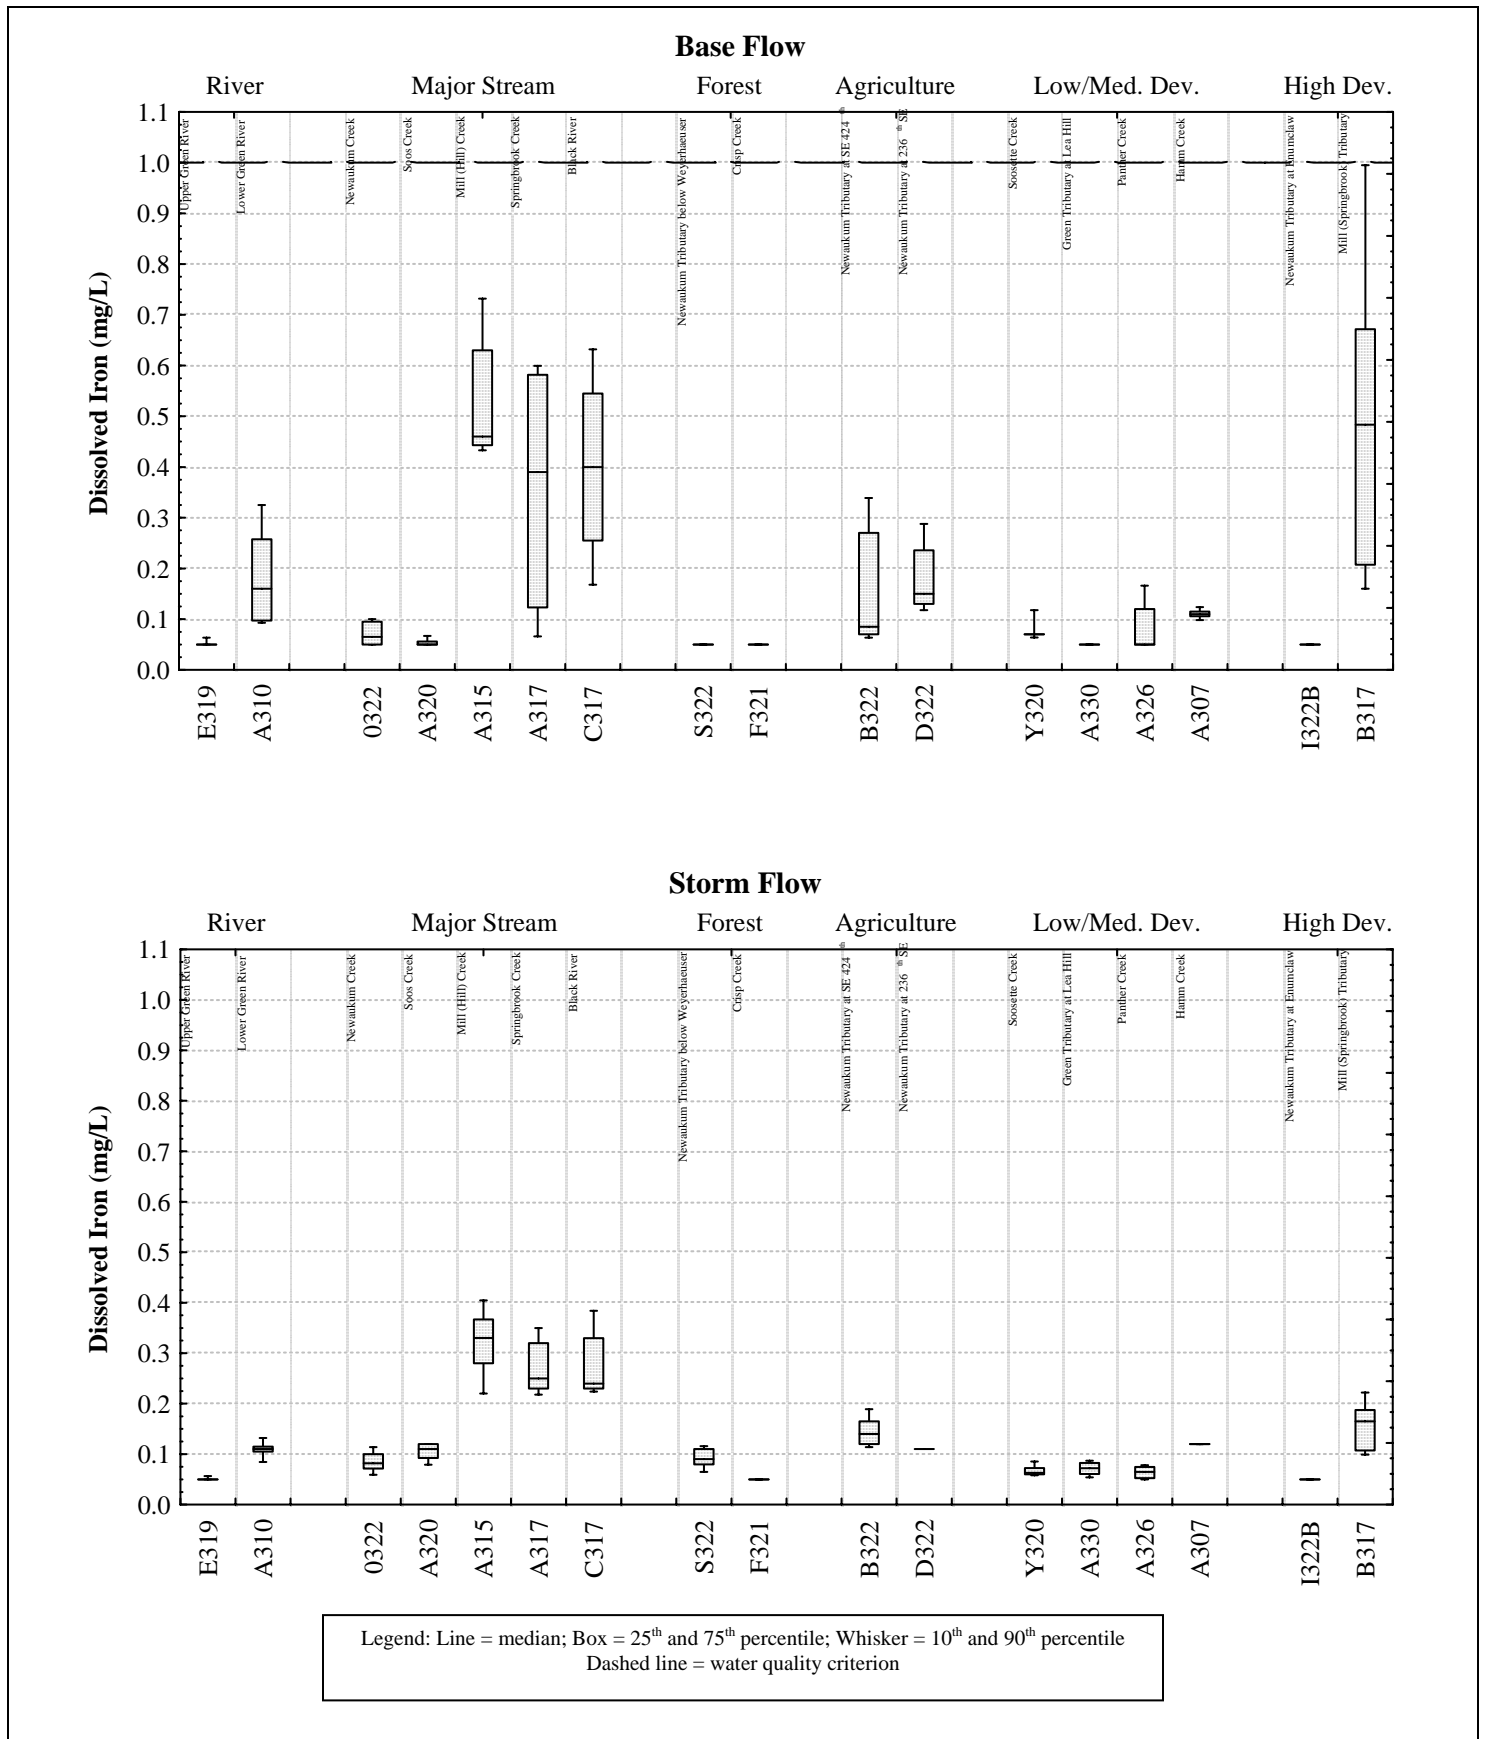 Base Flow
River Major Stream Forest Agriculture Low/Med. Dev. High Dev.
Dissolved Iron (mg/L)
1.1
1.0
0.9
0.8
0.7
0.6
0.5
0.4
0.3
0.2
0.1
0.0
Upper Green River
Lower Green River
Newaukum Creek
Soos Creek
Mill (Hill) Creek
Springbrook Creek
Black River
Newaukum Tributary below Weyerhaeuser
Crisp Creek
Newaukum Tributary at SE 424 th
Newaukum Tributary at 236 th SE
Soosette Creek
Green Tributary at Lea Hill
Panther Creek
Hamm Creek
Newaukum Tributary at Enumclaw
Mill (Springbrook) Tributary
E319 A310 0322 A320 A315 A317 C317 S322 F321 B322 D322 Y320 A330 A326 A307 I322B B317
Storm Flow
River Major Stream Forest Agriculture Low/Med. Dev. High Dev.
Dissolved Iron (mg/L)
1.1
1.0
0.9
0.8
0.7
0.6
0.5
0.4
0.3
0.2
0.1
0.0
Upper Green River
Lower Green River
Newaukum Creek
Soos Creek
Mill (Hill) Creek
Springbrook Creek
Black River
Newaukum Tributary below Weyerhaeuser
Crisp Creek
Newaukum Tributary at SE 424 th
Newaukum Tributary at 236 th SE
Soosette Creek
Green Tributary at Lea Hill
Panther Creek
Hamm Creek
Newaukum Tributary at Enumclaw
Mill (Springbrook) Tributary
E319 A310 0322 A320 A315 A317 C317 S322 F321 B322 D322 Y320 A330 A326 A307 I322B B317
Legend: Line = median; Box = 25th and 75th percentile; Whisker = 10th and 90th percentile
Dashed line = water quality criterion